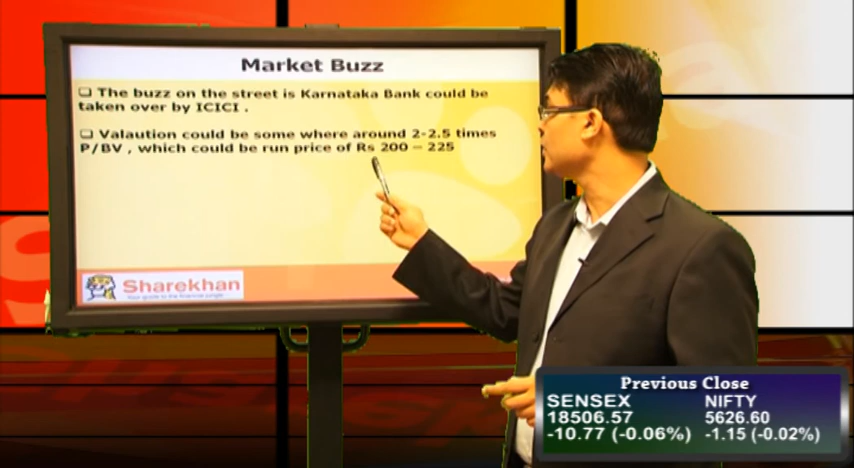 Market Buzz
❑ The buzz on the street is Karnataka Bank could be
taken over by ICICI .
❑ Valaution could be some where around 2-2.5 times
P/BV , which could be run price of Rs 200 – 225
Sharekhan
Your guide to the financial jungle
Previous Close
SENSEX NIFTY
18506.57 5626.60
-10.77 (-0.06%) -1.15 (-0.02%)